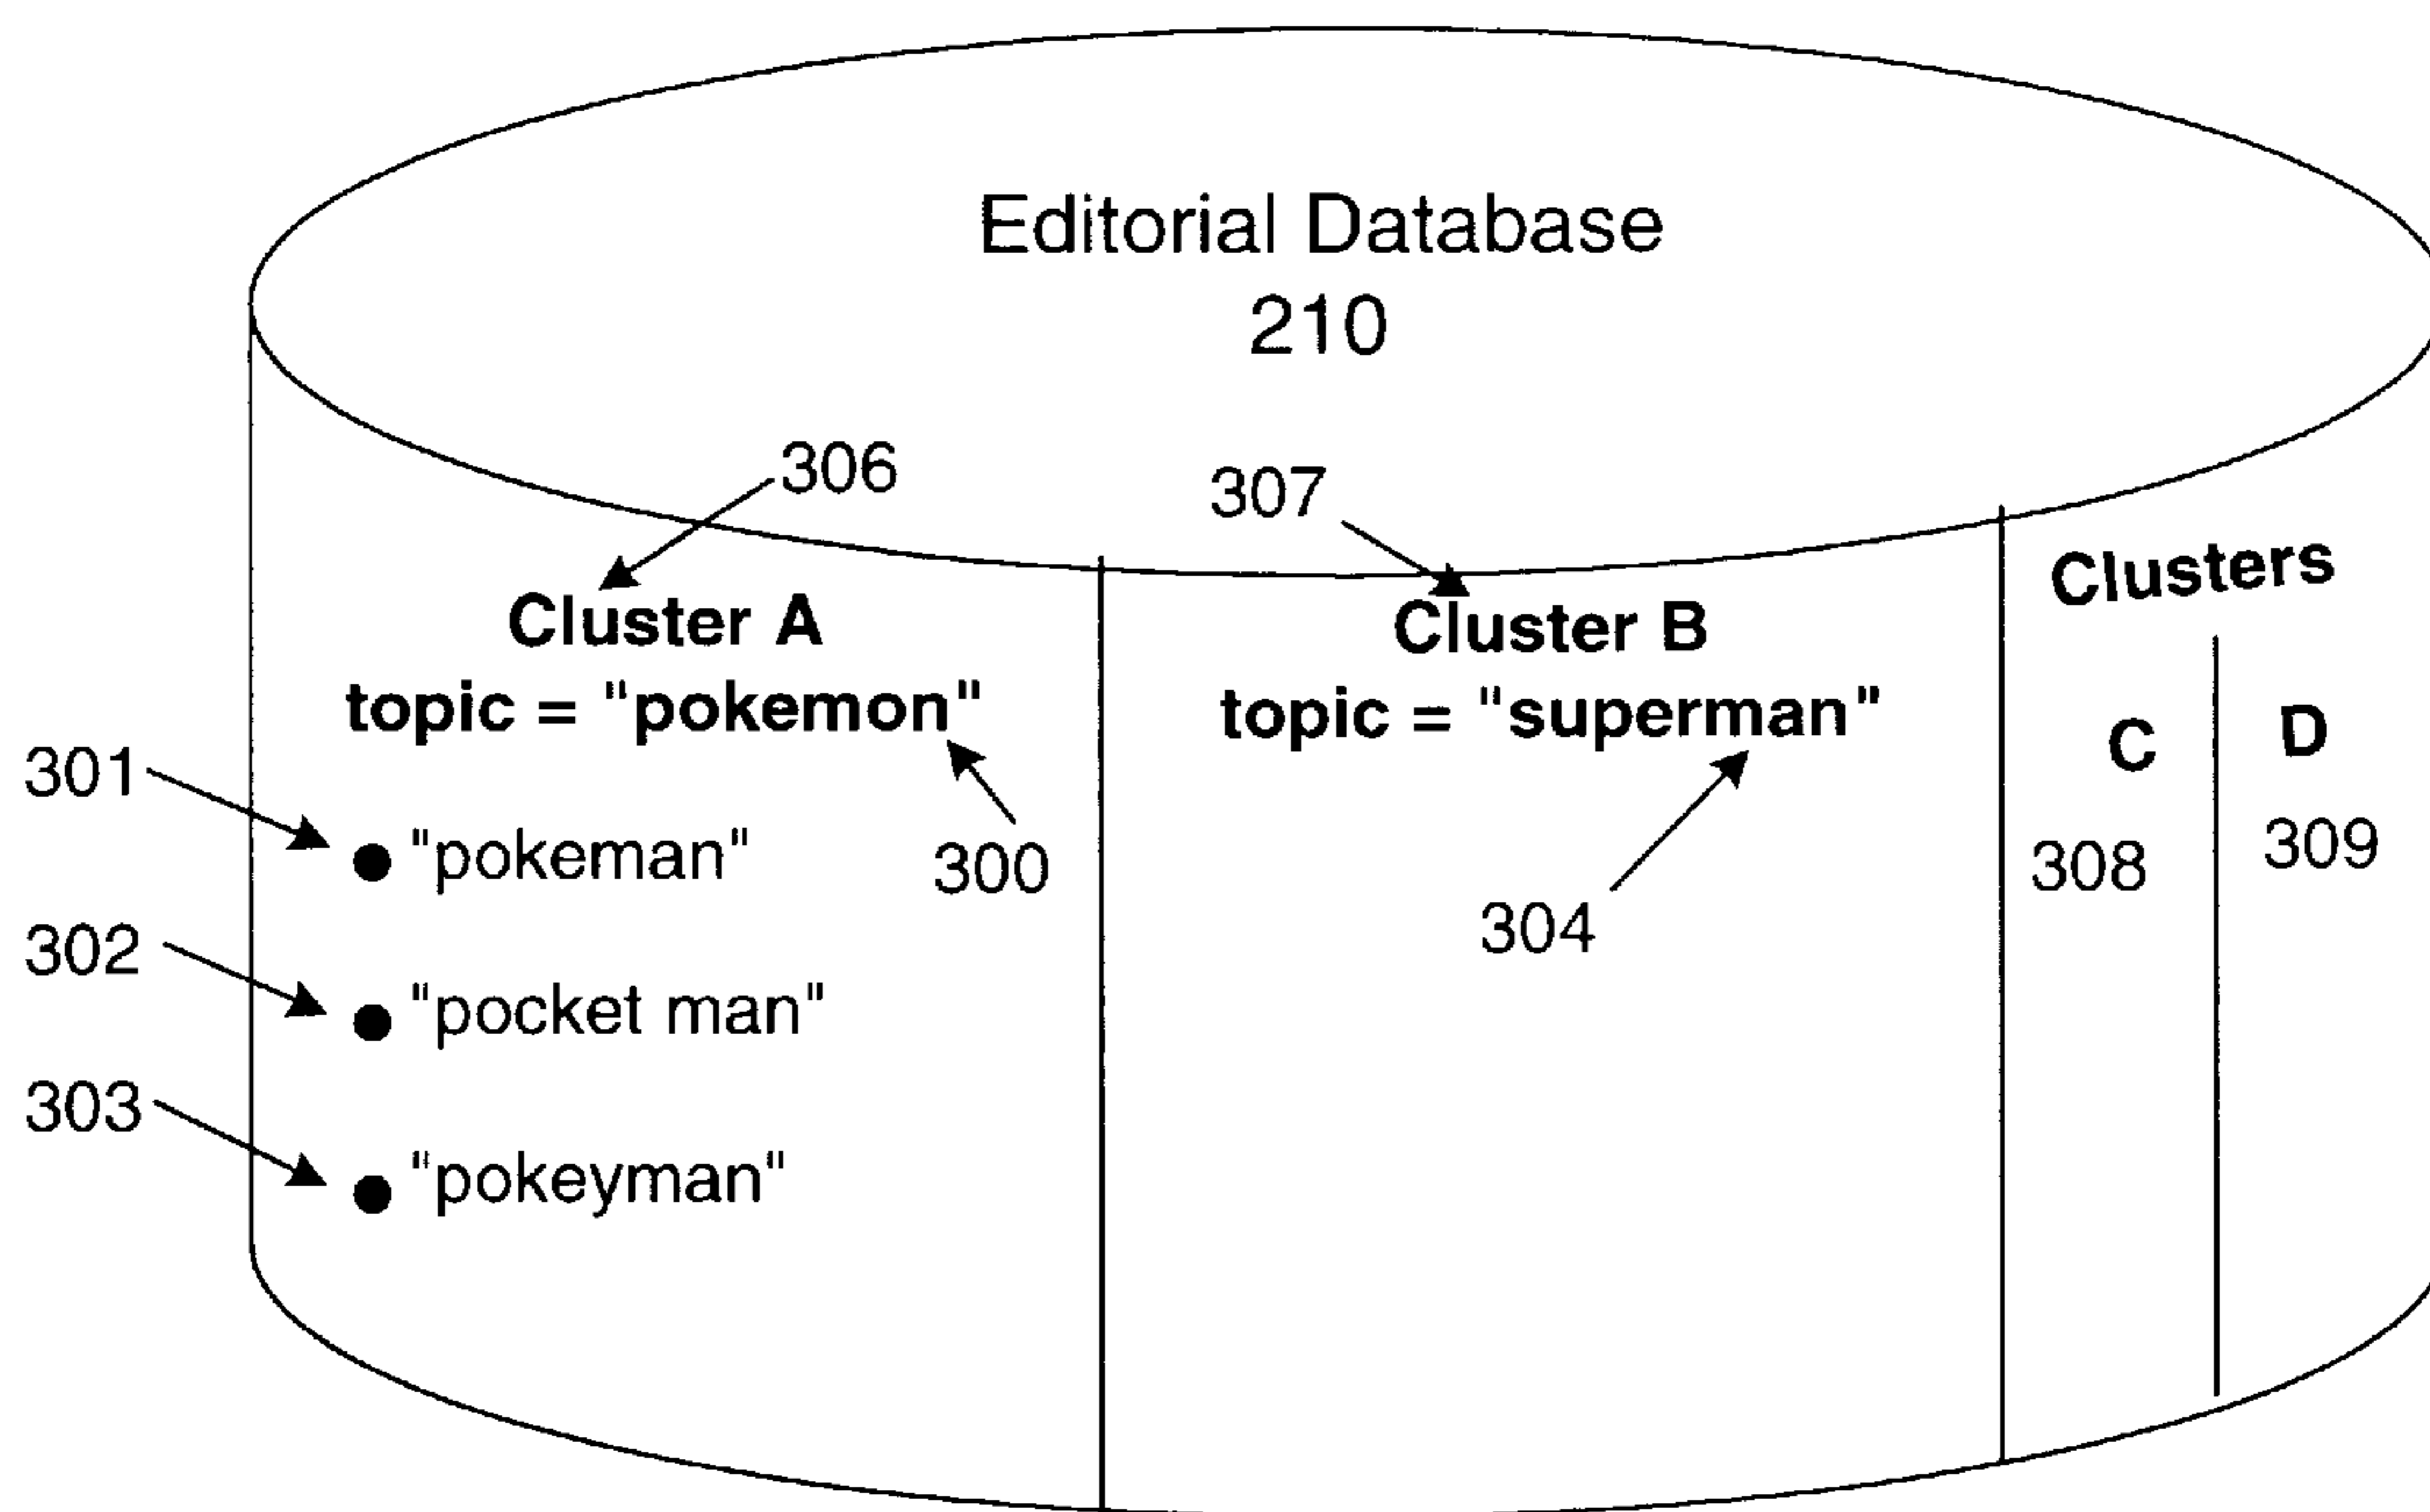 Editorial Database
210
306
307
Clusters
Cluster A
topic = "pokemon"
Cluster B
topic = "superman"
C
D
301
"pokeman"
300
304
308
309
302
"pocket man"
303
"pokeyman"